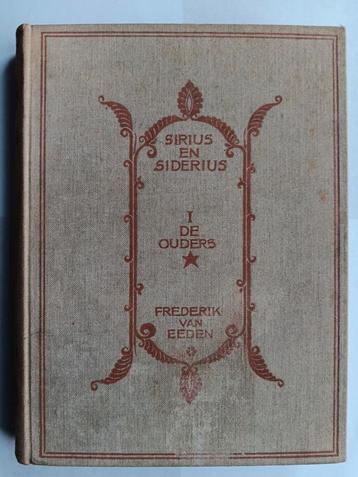 SIRIUS
EN
SIDERIUS
I
DE
OUDERS
FREDERIK
VAN
EEDEN